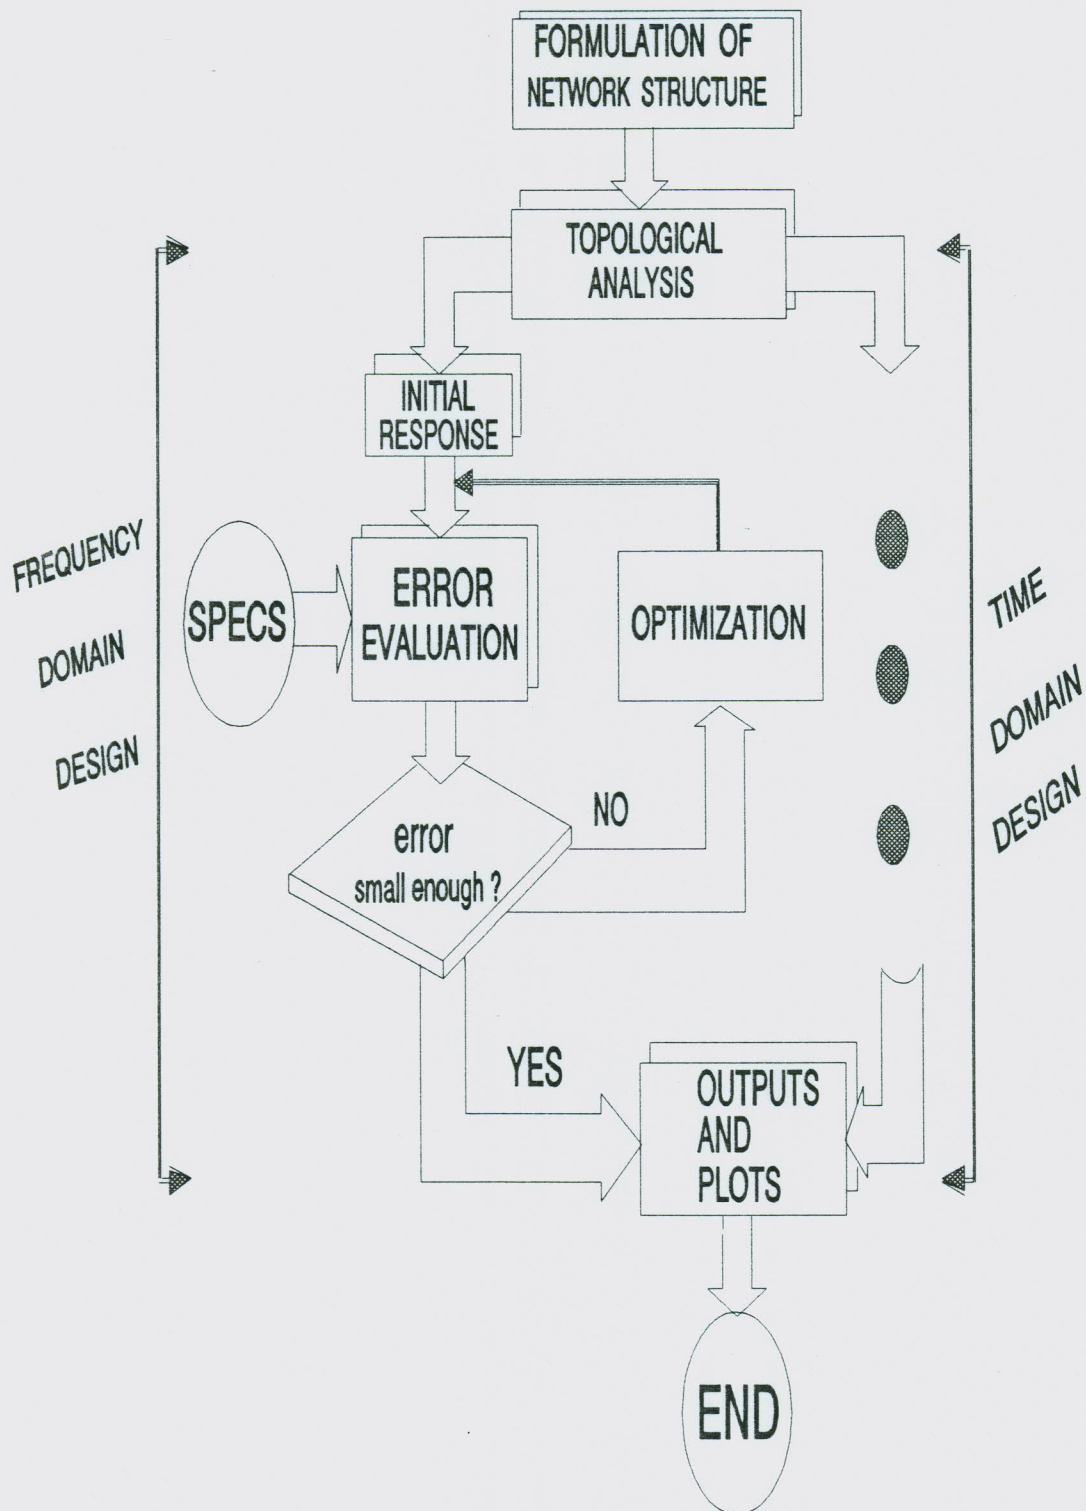 FORMULATION OF
NETWORK STRUCTURE
TOPOLOGICAL
ANALYSIS
INITIAL
RESPONSE
FREQUENCY
DOMAIN
DESIGN
SPECS
ERROR
EVALUATION
OPTIMIZATION
TIME
DOMAIN
DESIGN
error
small enough ?
NO
YES
OUTPUTS
AND
PLOTS
END